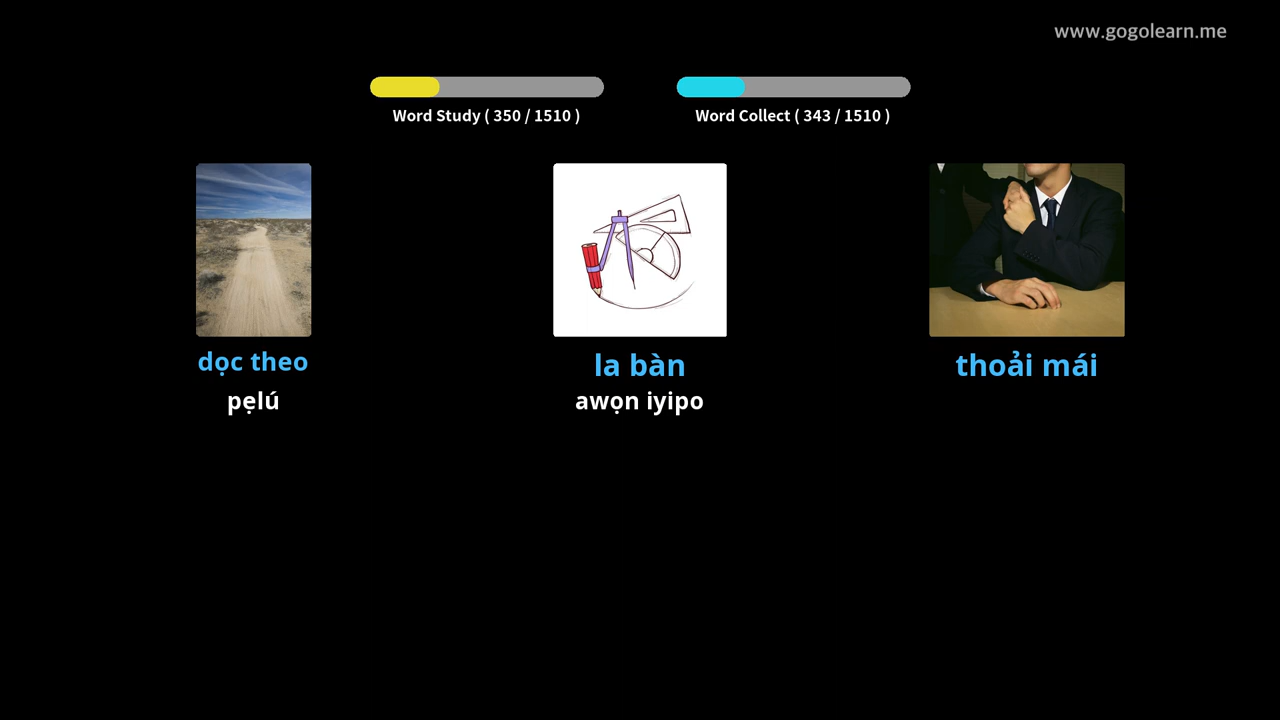 www.gogolearn.me
Word Study ( 350 / 1510 )
Word Collect ( 343 / 1510 )
dọc theo
pẹlú
la bàn
awọn iyipo
thoải mái